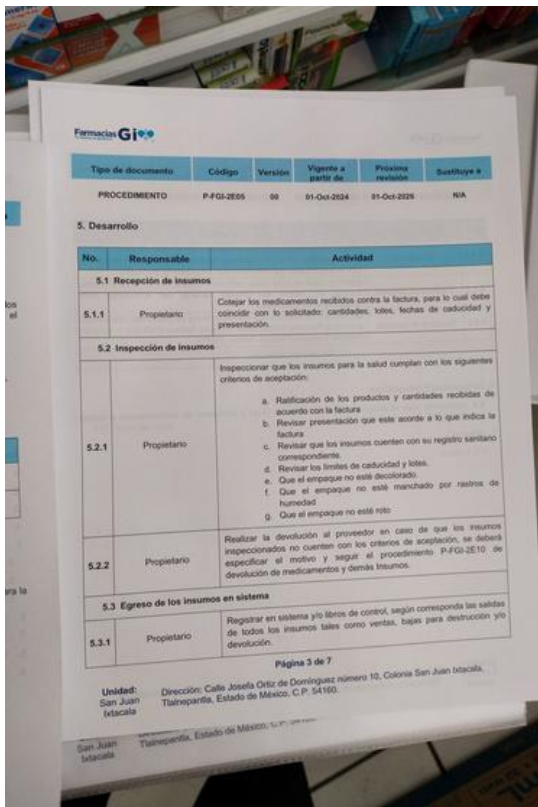 Farmacias Gi
Tipo de documento Código Versión Vigente a partir de Próxima revisión Sustituye a
PROCEDIMIENTO P-FGI-2E05 00 01-Oct-2024 01-Oct-2026 N/A
5. Desarrollo
No. Responsable Actividad
5.1 Recepción de insumos
5.1.1 Propietario
Cotejar los medicamentos recibidos contra la factura, para lo cual debe
coincidir con lo solicitado: cantidades, lotes, fechas de caducidad y
presentación.
5.2 Inspección de insumos
5.2.1 Propietario
Inspeccionar que los insumos para la salud cumplan con los siguientes
criterios de aceptación:
a. Ratificación de los productos y cantidades recibidas de
acuerdo con la factura
b. Revisar presentación que este acorde a lo que indica la
factura
c. Revisar que los insumos cuenten con su registro sanitario
correspondiente.
d. Revisar los límites de caducidad y lotes.
e. Que el empaque no esté decolorado.
f. Que el empaque no esté manchado por rastros de
humedad
g. Que el empaque no esté roto
5.2.2 Propietario
Realizar la devolución al proveedor en caso de que los insumos
inspeccionados no cuenten con los criterios de aceptación, se deberá
especificar el motivo y seguir el procedimiento P-FGI-2E10 de
devolución de medicamentos y demás Insumos.
5.3 Egreso de los insumos en sistema
5.3.1 Propietario
Registrar en sistema y/o libros de control, según corresponda las salidas
de todos los insumos tales como ventas, bajas para destrucción y/o
devolución.
Página 3 de 7
Unidad:
San Juan
Ixtacala
Dirección: Calle Josefa Ortiz de Domínguez número 10, Colonia San Juan Ixtacala,
Tlalnepantla, Estado de México, C.P. 54160.
San Juan
Ixtacala
Tlalnepantla, Estado de México,
los
el
ara la